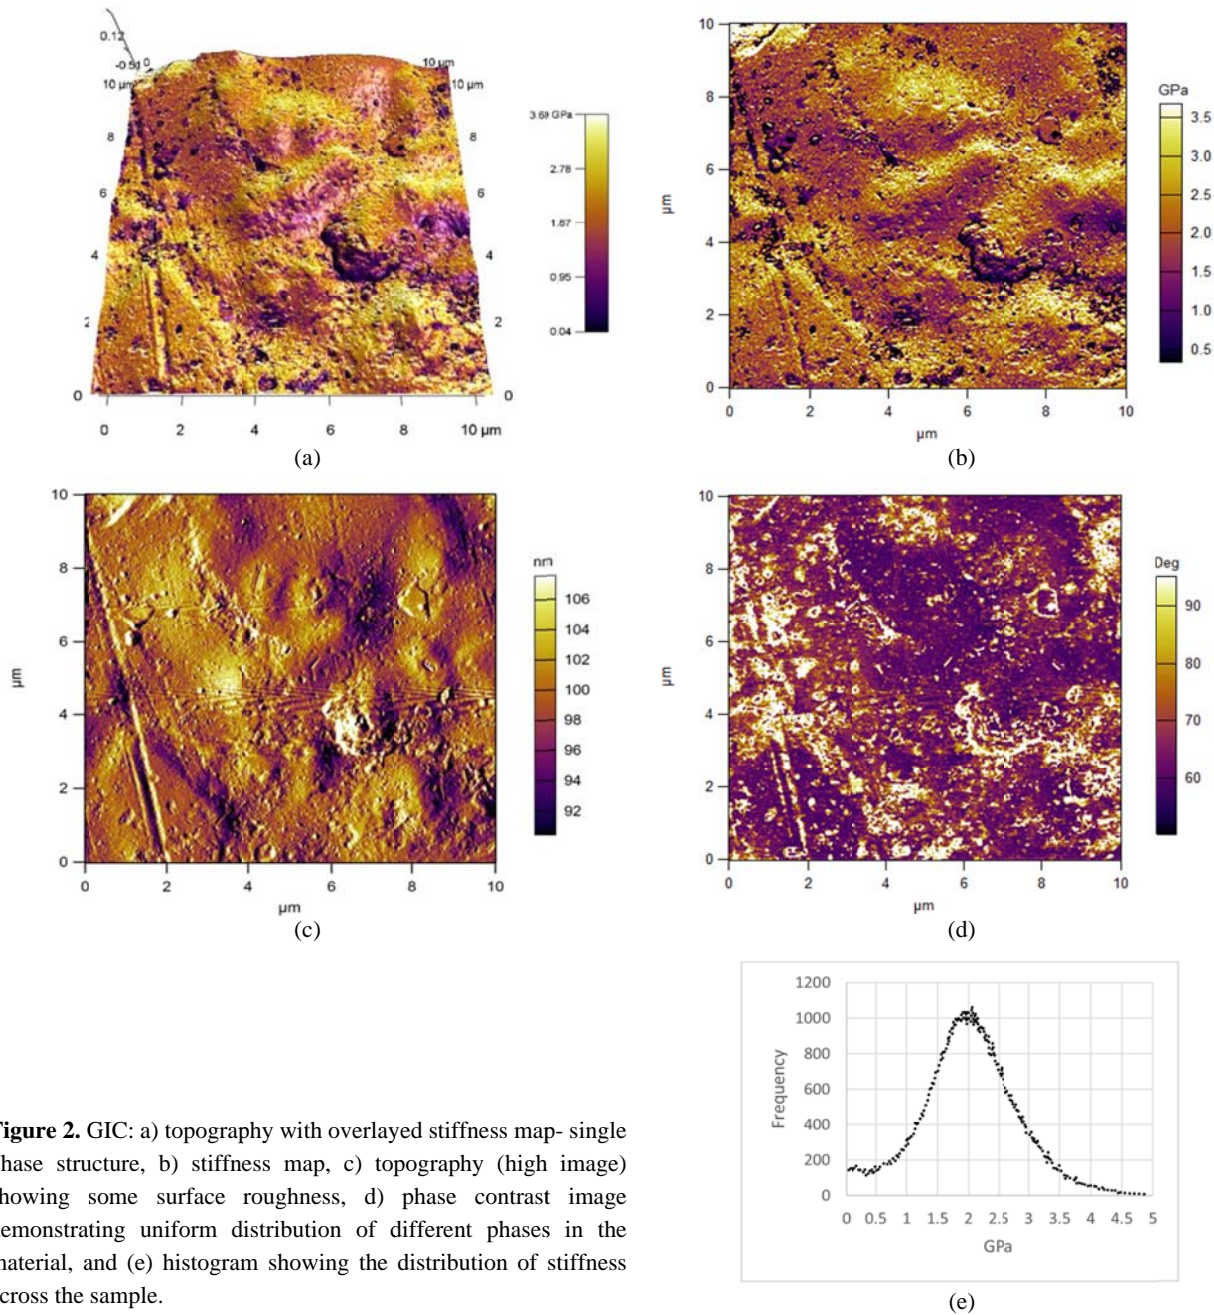 0.12
-0.51
0
10 µm
10 µm
10 µm
8
8
6
6
4
4
2
2
0
0
0 2 4 6 8 10 µm
3.69 GPa
2.78
1.87
0.95
0.04
(a)
10
8
6
4
2
0
µm
0 2 4 6 8 10
µm
GPa
3.5
3.0
2.5
2.0
1.5
1.0
0.5
(b)
10
8
6
4
2
0
µm
0 2 4 6 8 10
µm
nm
106
104
102
100
98
96
94
92
(c)
10
8
6
4
2
0
µm
0 2 4 6 8 10
µm
Deg
90
80
70
60
(d)
1200
1000
800
600
400
200
0
Frequency
0 0.5 1 1.5 2 2.5 3 3.5 4 4.5 5
GPa
(e)
Figure 2. GIC: a) topography with overlayed stiffness map- single
phase structure, b) stiffness map, c) topography (high image)
showing some surface roughness, d) phase contrast image
demonstrating uniform distribution of different phases in the
material, and (e) histogram showing the distribution of stiffness
across the sample.